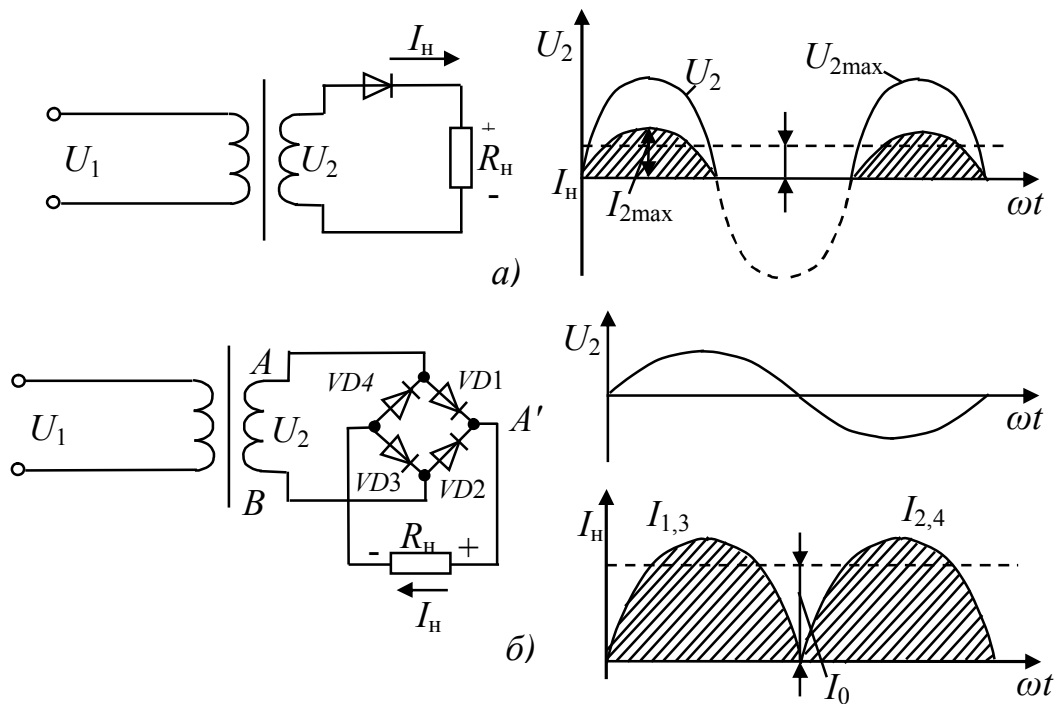 Iн
U1
U2
+
Rн
-
U2
U2
U2max
Iн
I2max
ωt
а)
U1
A
U2
B
VD4
VD1
A'
VD3
VD2
-
Rн
+
Iн
б)
U2
ωt
Iн
I1,3
I2,4
I0
ωt